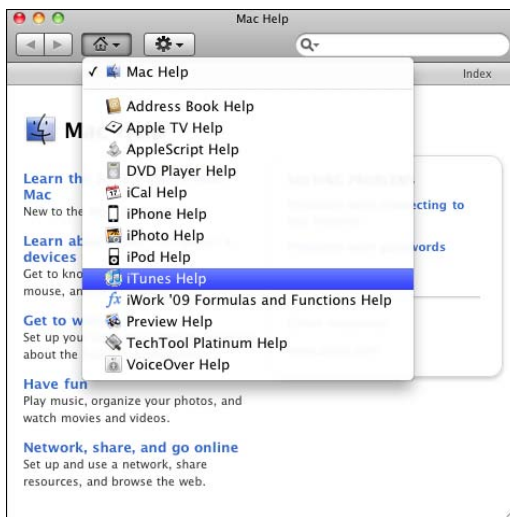 Mac Help
✓ Mac Help
Index
Address Book Help
Apple TV Help
AppleScript Help
DVD Player Help
iCal Help
iPhone Help
iPhoto Help
iPod Help
iTunes Help
iWork '09 Formulas and Functions Help
Preview Help
TechTool Platinum Help
VoiceOver Help
M
Learn th
Mac
New to the
Learn ab
devices
Get to kno
mouse, an
Get to w
Set up you
about the
Have fun
Play music, organize your photos, and
watch movies and videos.
Network, share, and go online
Set up and use a network, share
resources, and browse the web.
ecting to
words